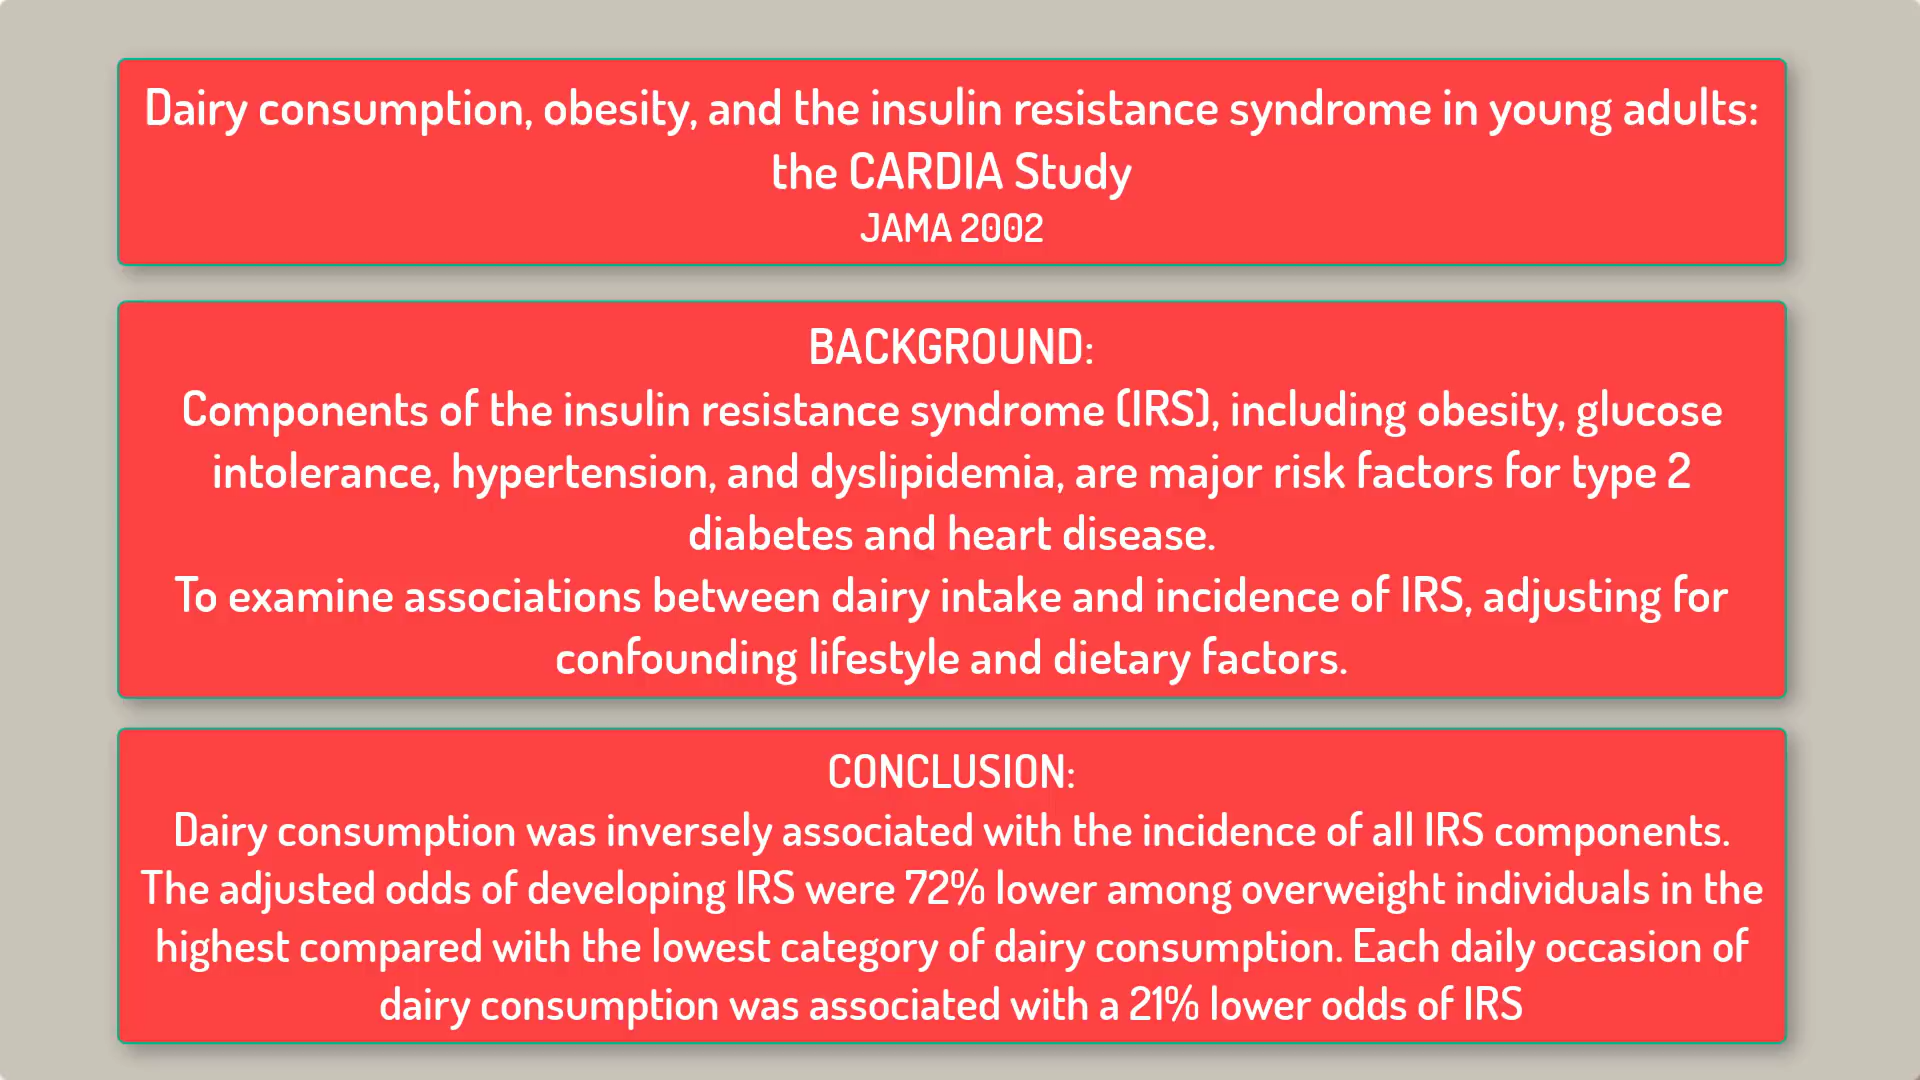 Dairy consumption, obesity, and the insulin resistance syndrome in young adults:
the CARDIA Study
JAMA 2002
BACKGROUND:
Components of the insulin resistance syndrome (IRS), including obesity, glucose
intolerance, hypertension, and dyslipidemia, are major risk factors for type 2
diabetes and heart disease.
To examine associations between dairy intake and incidence of IRS, adjusting for
confounding lifestyle and dietary factors.
CONCLUSION:
Dairy consumption was inversely associated with the incidence of all IRS components.
The adjusted odds of developing IRS were 72% lower among overweight individuals in the
highest compared with the lowest category of dairy consumption. Each daily occasion of
dairy consumption was associated with a 21% lower odds of IRS